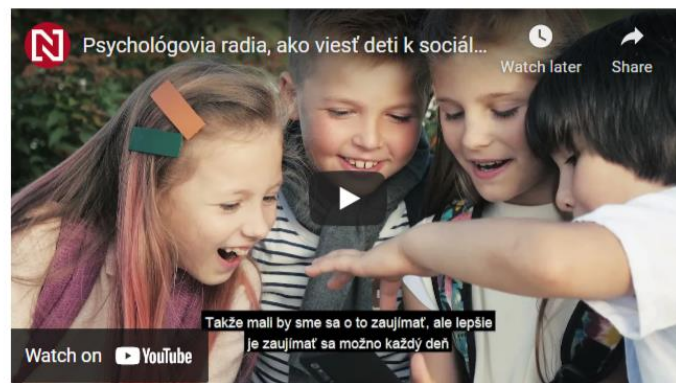 N
Psychológovia radia, ako viesť deti k sociál...
Watch later
Share
Takže mali by sme sa o to zaujímať, ale lepšie
je zaujímať sa možno každý deň
Watch on YouTube